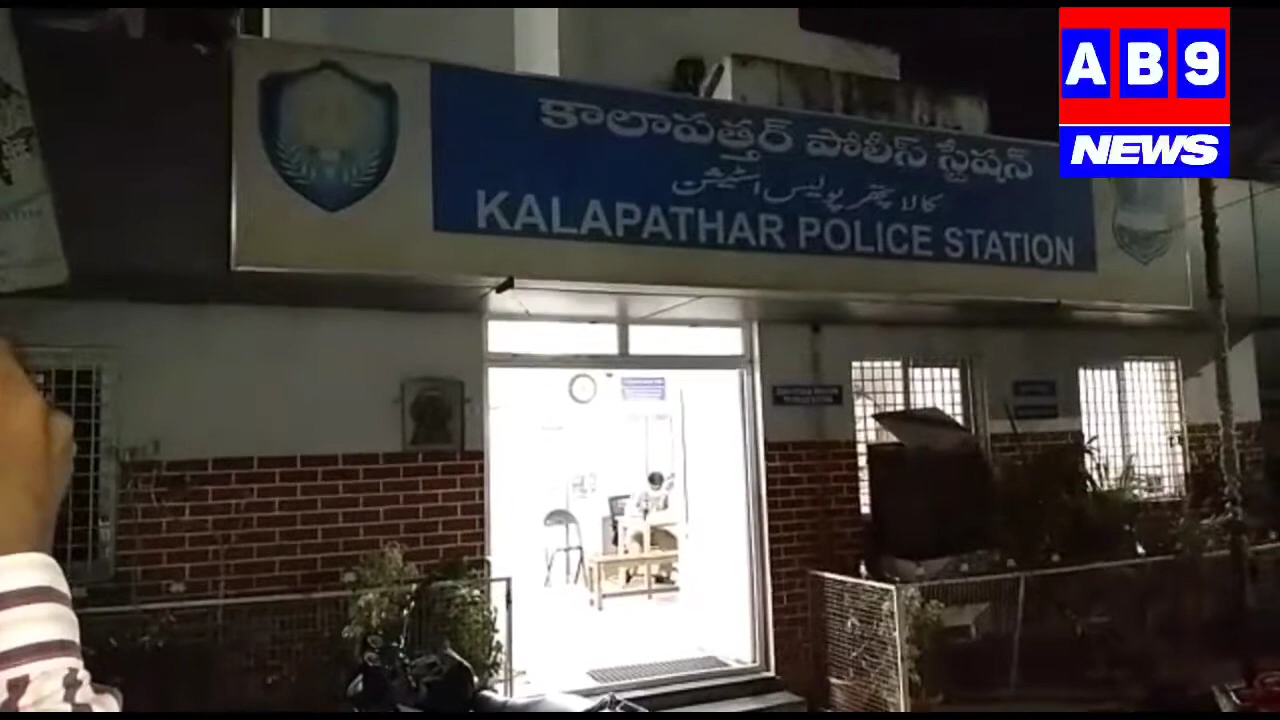 AB9
NEWS
కాలాపత్తర్ పోలీస్ స్టేషన్
کالا پتھر پولیس اسٹیشن
KALAPATHAR POLICE STATION